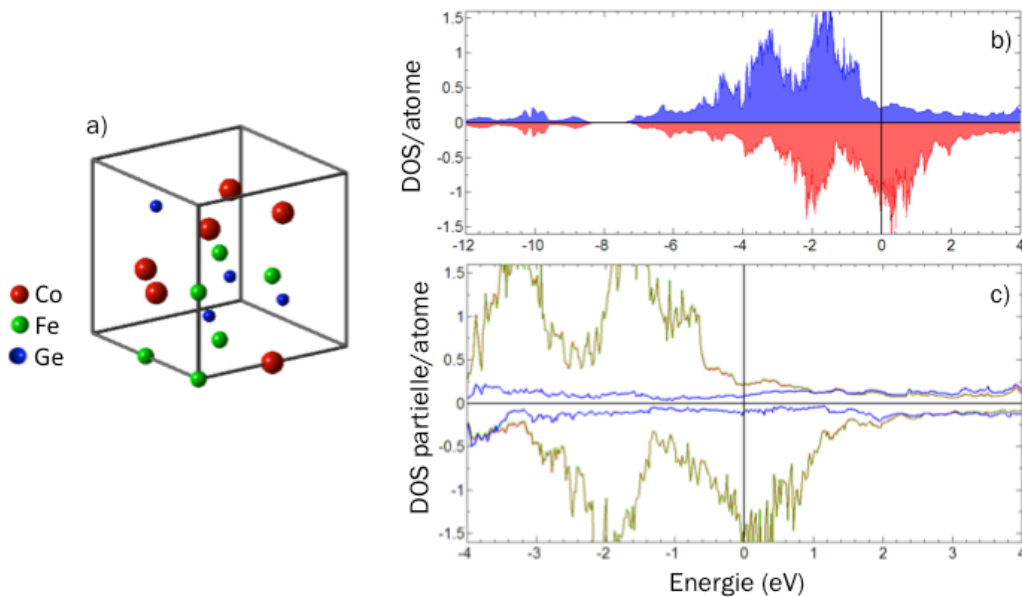 a)
Co
Fe
Ge
b)
DOS/atome
1.5
1
0.5
0
-0.5
-1
-1.5
-12 -10 -8 -6 -4 -2 0 2 4
c)
DOS partielle/atome
1.5
1
0.5
0
-0.5
-1
-1.5
-4 -3 -2 -1 0 1 2 3 4
Energie (eV)